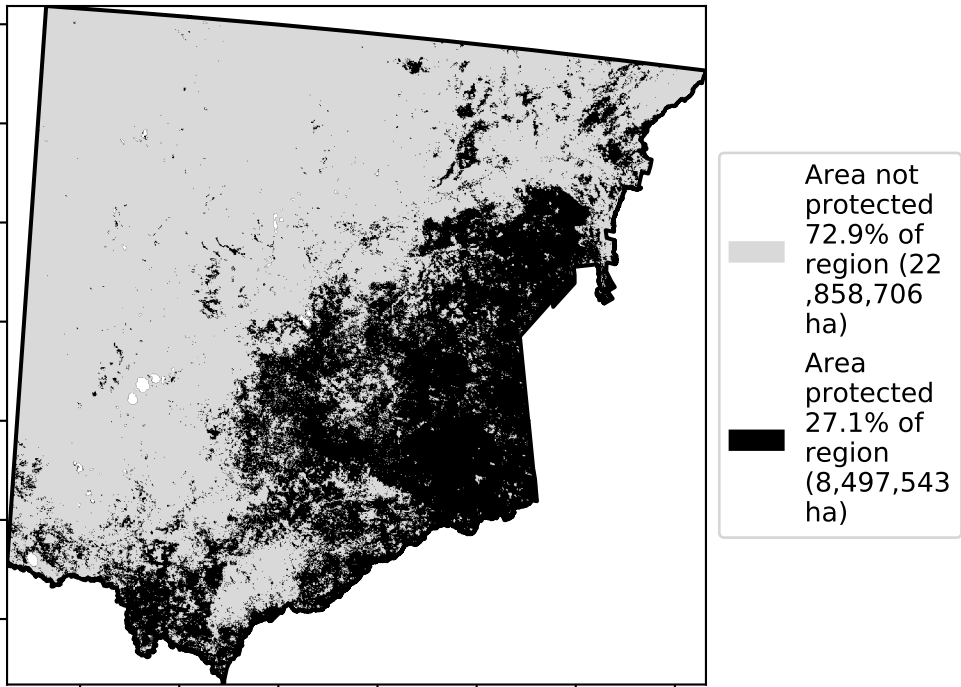 Area not
protected
72.9% of
region (22
,858,706
ha)
Area
protected
27.1% of
region
(8,497,543
ha)